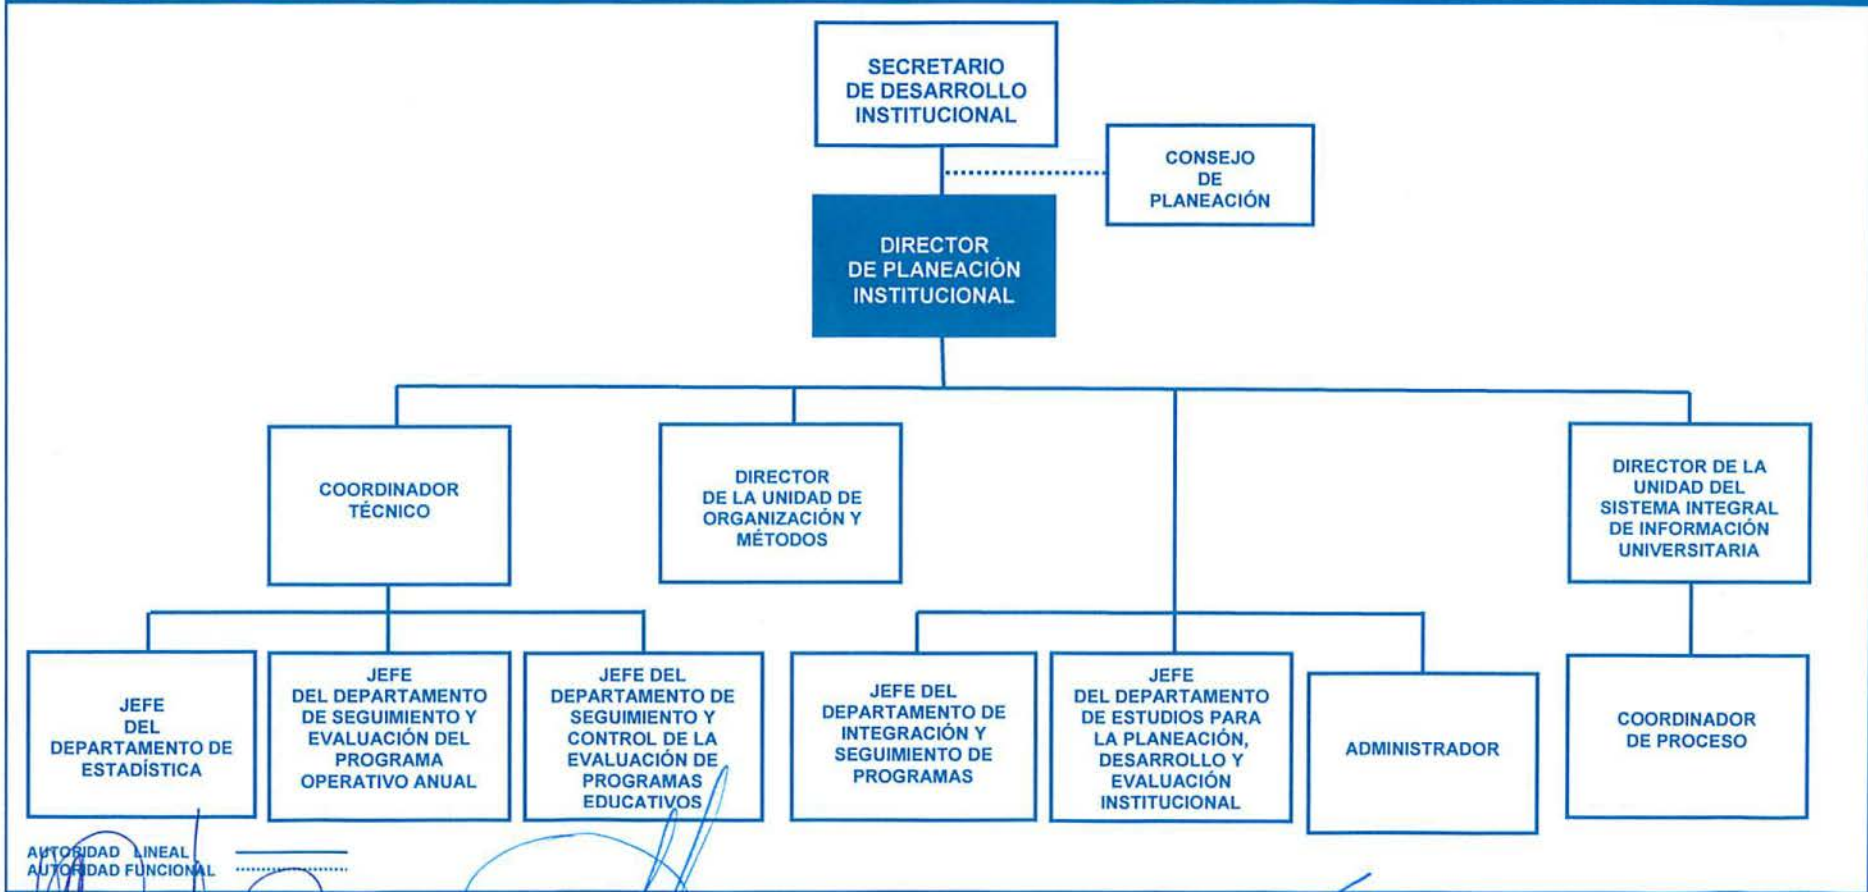 SECRETARIO
DE DESARROLLO
INSTITUCIONAL
CONSEJO
DE
PLANEACIÓN
DIRECTOR
DE PLANEACIÓN
INSTITUCIONAL
COORDINADOR
TÉCNICO
DIRECTOR
DE LA UNIDAD DE
ORGANIZACIÓN Y
MÉTODOS
DIRECTOR DE LA
UNIDAD DEL
SISTEMA INTEGRAL
DE INFORMACIÓN
UNIVERSITARIA
JEFE
DEL
DEPARTAMENTO DE
ESTADÍSTICA
JEFE
DEL DEPARTAMENTO
DE SEGUIMIENTO Y
EVALUACIÓN DEL
PROGRAMA
OPERATIVO ANUAL
JEFE DEL
DEPARTAMENTO DE
SEGUIMIENTO Y
CONTROL DE LA
EVALUACIÓN DE
PROGRAMAS
EDUCATIVOS
JEFE DEL
DEPARTAMENTO DE
INTEGRACIÓN Y
SEGUIMIENTO DE
PROGRAMAS
JEFE
DEL DEPARTAMENTO
DE ESTUDIOS PARA
LA PLANEACIÓN,
DESARROLLO Y
EVALUACIÓN
INSTITUCIONAL
ADMINISTRADOR
COORDINADOR
DE PROCESO
AUTORIDAD LINEAL
AUTORIDAD FUNCIONAL